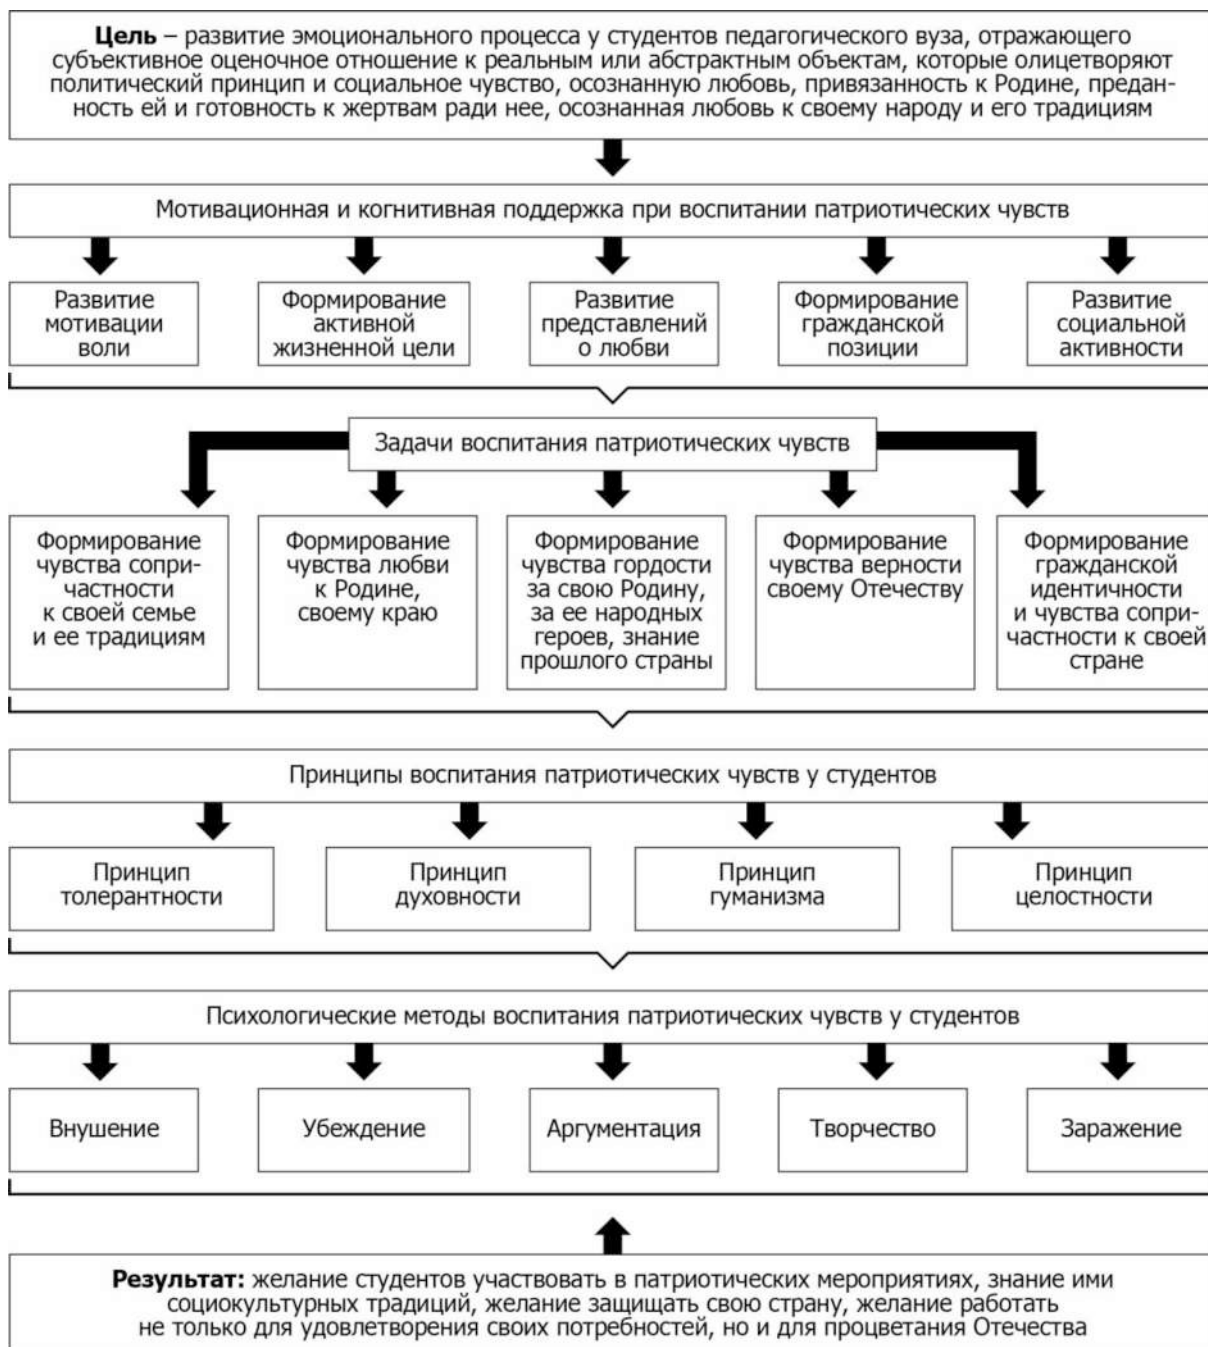 Цель – развитие эмоционального процесса у студентов педагогического вуза, отражающего
субъективное оценочное отношение к реальным или абстрактным объектам, которые олицетворяют
политический принцип и социальное чувство, осознанную любовь, привязанность к Родине, предан-
ность ей и готовность к жертвам ради нее, осознанная любовь к своему народу и его традициям
Мотивационная и когнитивная поддержка при воспитании патриотических чувств
Развитие
мотивации
воли
Формирование
активной
жизненной цели
Развитие
представлений
о любви
Формирование
гражданской
позиции
Развитие
социальной
активности
Задачи воспитания патриотических чувств
Формирование
чувства сопри-
частности
к своей семье
и ее традициям
Формирование
чувства любви
к Родине,
своему краю
Формирование
чувства гордости
за свою Родину,
за ее народных
героев, знание
прошлого страны
Формирование
чувства верности
своему Отечеству
Формирование
гражданской
идентичности
и чувства сопри-
частности к своей
стране
Принципы воспитания патриотических чувств у студентов
Принцип
толерантности
Принцип
духовности
Принцип
гуманизма
Принцип
целостности
Психологические методы воспитания патриотических чувств у студентов
Внушение
Убеждение
Аргументация
Творчество
Заражение
Результат: желание студентов участвовать в патриотических мероприятиях, знание ими
социокультурных традиций, желание защищать свою страну, желание работать
не только для удовлетворения своих потребностей, но и для процветания Отечества